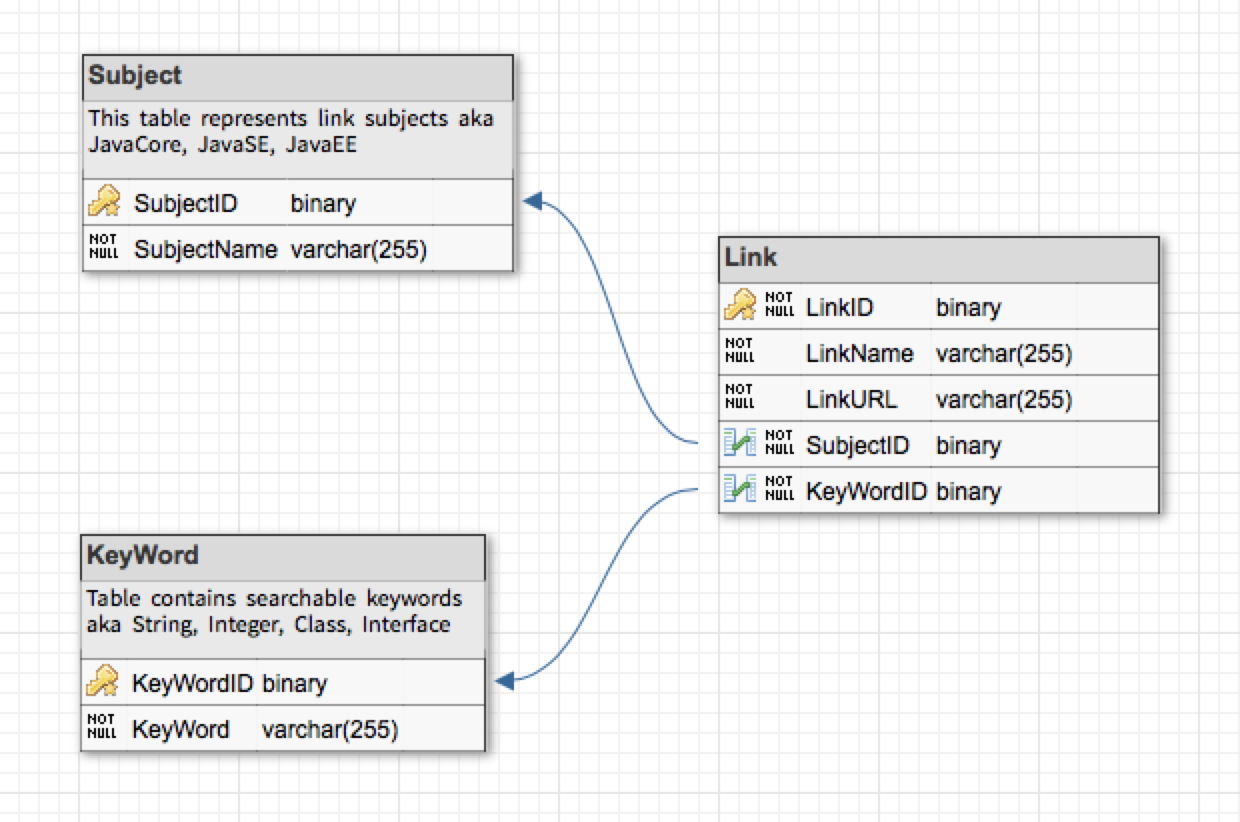 Subject
This table represents link subjects aka
JavaCore, JavaSE, JavaEE
SubjectID binary
NOT NULL SubjectName varchar(255)
Link
NOT NULL LinkID binary
NOT NULL LinkName varchar(255)
NOT NULL LinkURL varchar(255)
NOT NULL SubjectID binary
NOT NULL KeyWordID binary
KeyWord
Table contains searchable keywords
aka String, Integer, Class, Interface
KeyWordID binary
NOT NULL KeyWord varchar(255)